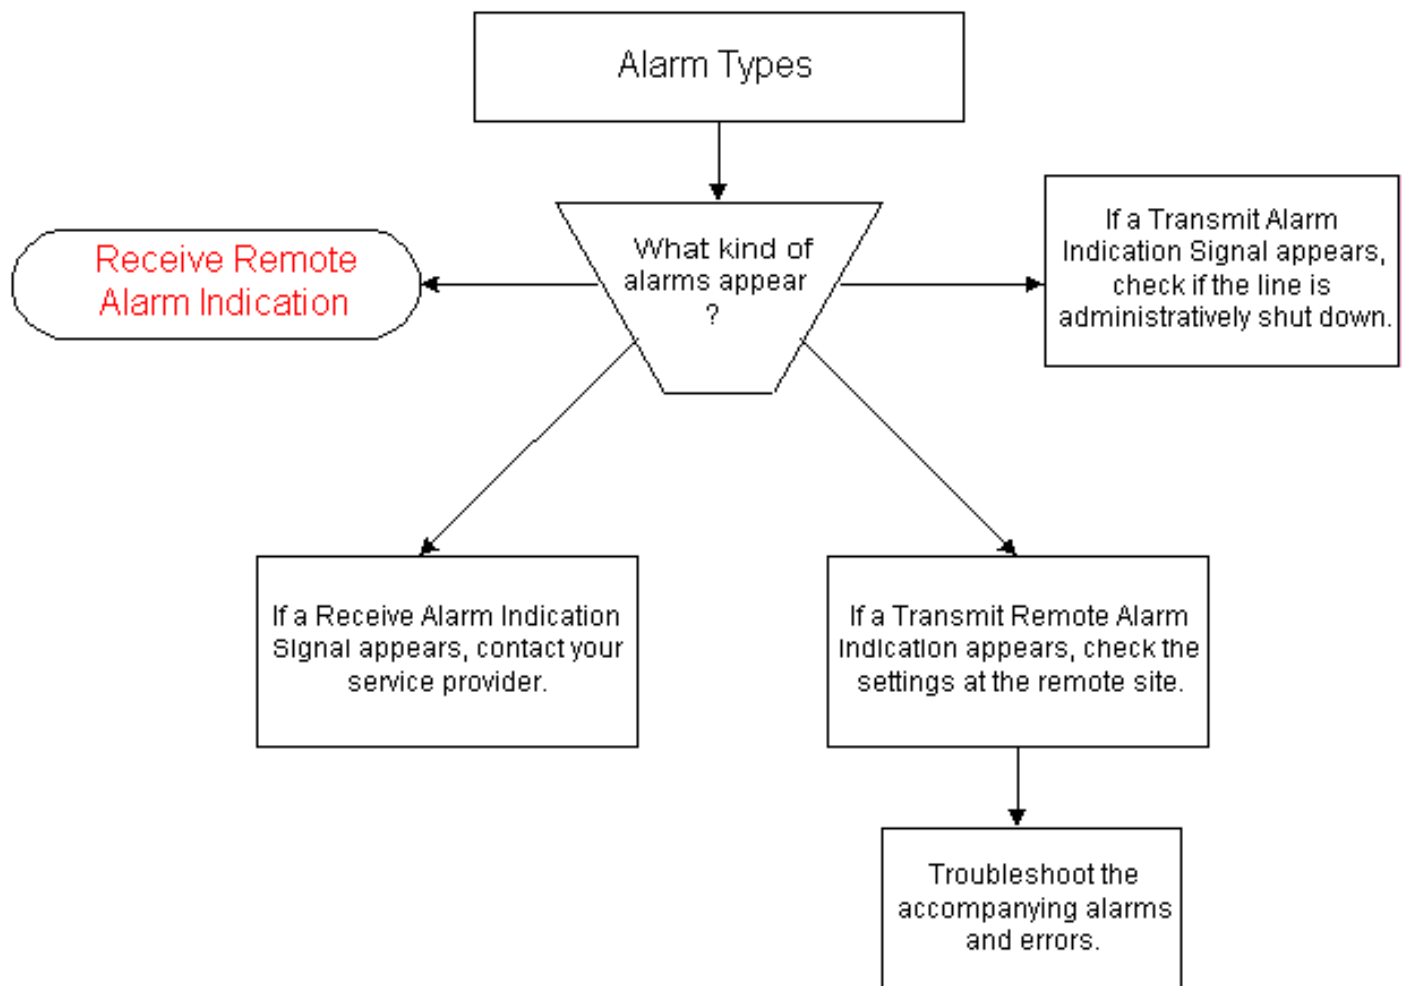 Alarm Types
What kind of
alarms appear
?
Receive Remote
Alarm Indication
If a Transmit Alarm
Indication Signal appears,
check if the line is
administratively shut down.
If a Receive Alarm Indication
Signal appears, contact your
service provider.
If a Transmit Remote Alarm
Indication appears, check the
settings at the remote site.
Troubleshoot the
accompanying alarms
and errors.